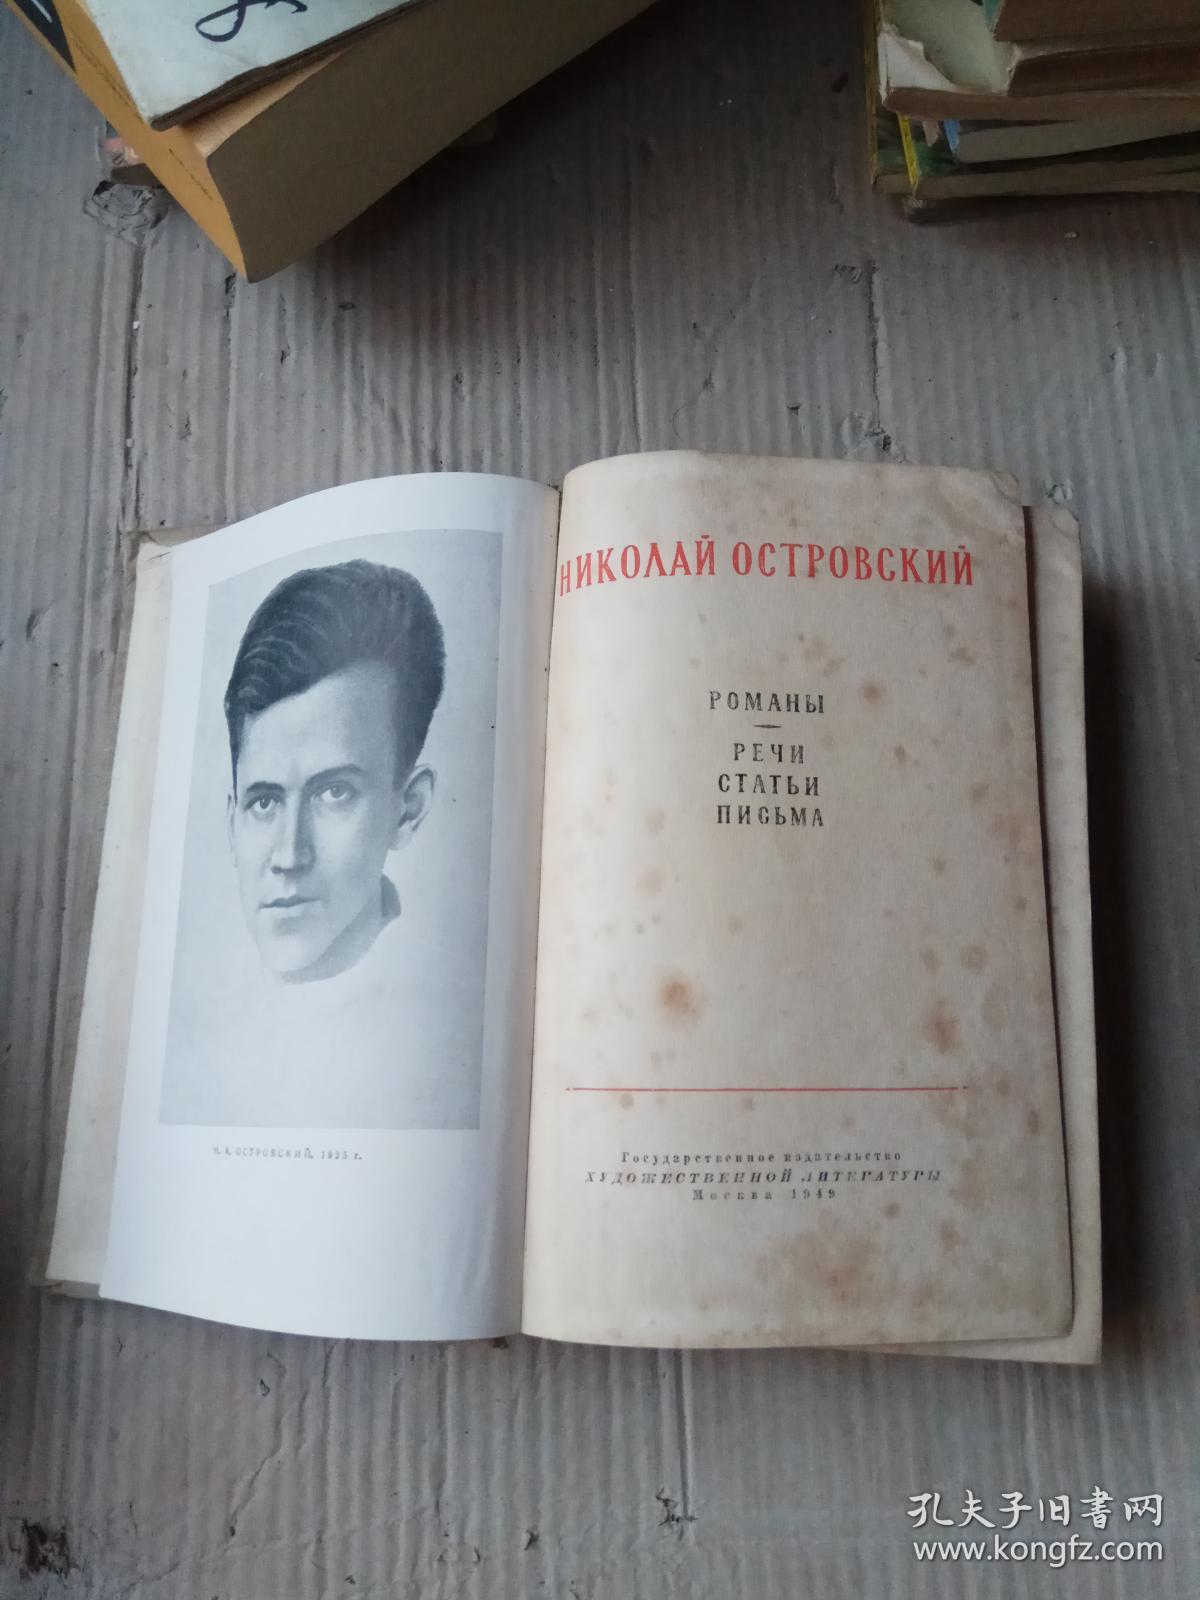 Н. А. ОСТРОВСКИЙ. 1925 г.
НИКОЛАЙ ОСТРОВСКИЙ
РОМАНЫ
РЕЧИ
СТАТЬИ
ПИСЬМА
Государственное издательство
ХУДОЖЕСТВЕННОЙ ЛИТЕРАТУРЫ
Москва 1949
孔夫子旧书网
www.kongfz.com